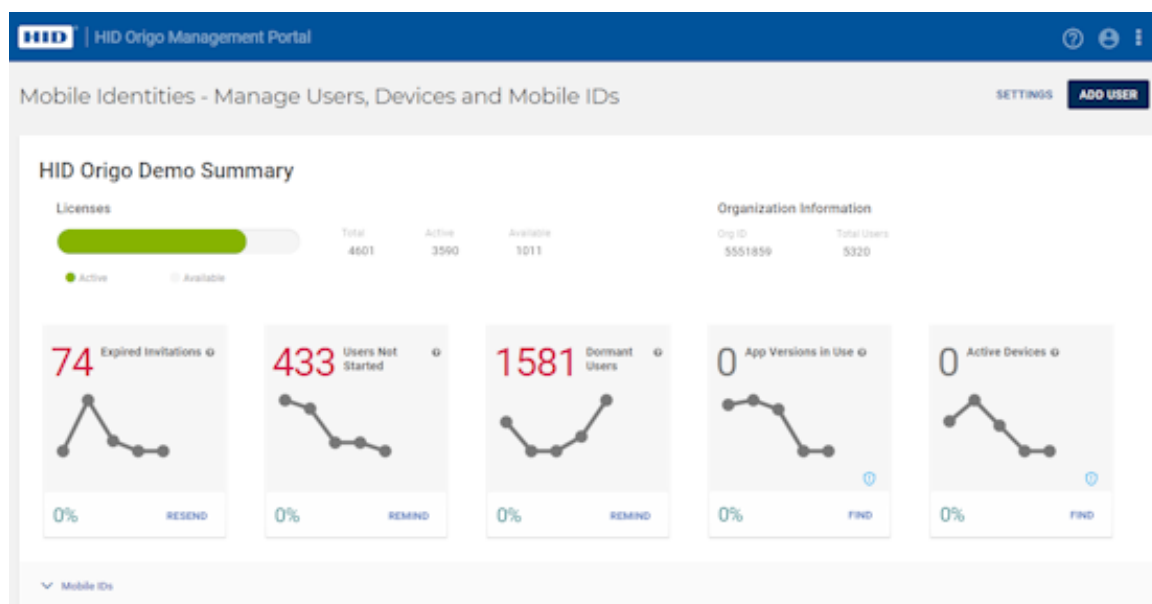 HID | HID Origo Management Portal
Mobile Identities - Manage Users, Devices and Mobile IDs
SETTINGS ADD USER
HID Origo Demo Summary
Licenses
Total Active Available
4601 3590 1011
Active Available
Organization Information
Org ID Total Users
5551859 5320
74 Expired Invitations
0% RESEND
433 Users Not
Started
0% REMIND
1581 Dormant
Users
0% REMIND
0 App Versions in Use
0% FIND
0 Active Devices
0% FIND
Mobile IDs